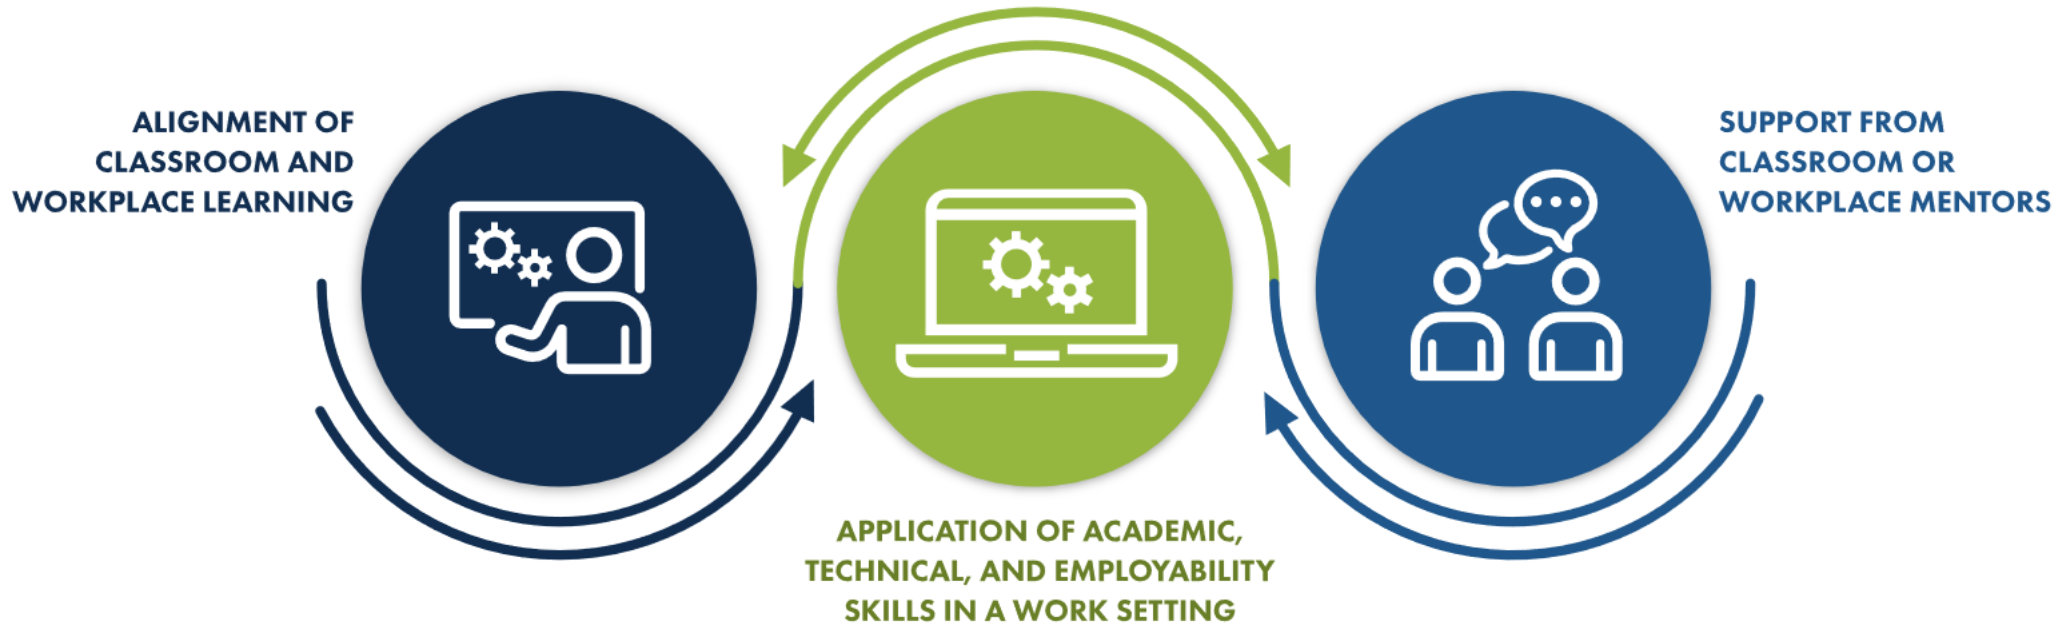 ALIGNMENT OF
CLASSROOM AND
WORKPLACE LEARNING
APPLICATION OF ACADEMIC,
TECHNICAL, AND EMPLOYABILITY
SKILLS IN A WORK SETTING
SUPPORT FROM
CLASSROOM OR
WORKPLACE MENTORS